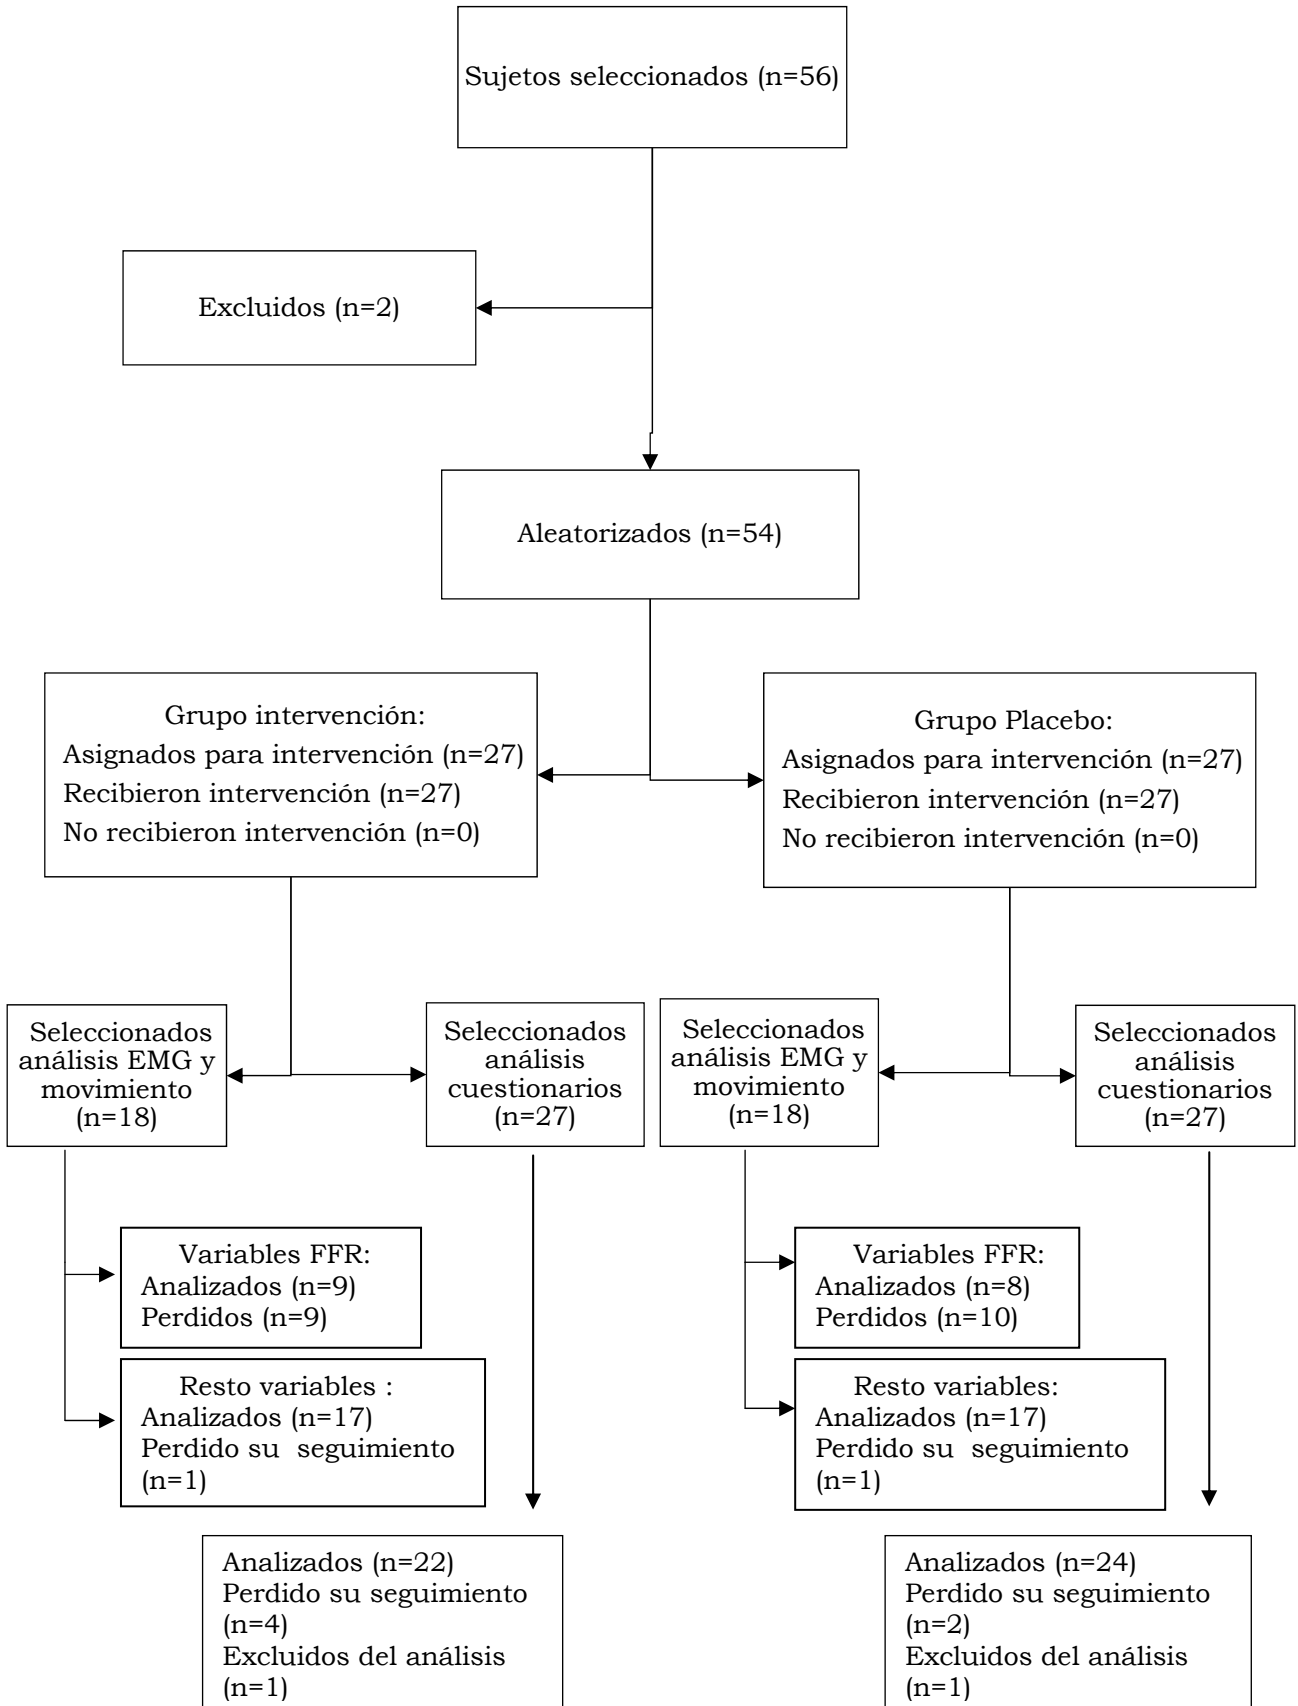 Sujetos seleccionados (n=56)
Excluidos (n=2)
Aleatorizados (n=54)
Grupo intervención:
Asignados para intervención (n=27)
Recibieron intervención (n=27)
No recibieron intervención (n=0)
Grupo Placebo:
Asignados para intervención (n=27)
Recibieron intervención (n=27)
No recibieron intervención (n=0)
Seleccionados
análisis EMG y
movimiento
(n=18)
Seleccionados
análisis
cuestionarios
(n=27)
Seleccionados
análisis EMG y
movimiento
(n=18)
Seleccionados
análisis
cuestionarios
(n=27)
Variables FFR:
Analizados (n=9)
Perdidos (n=9)
Variables FFR:
Analizados (n=8)
Perdidos (n=10)
Resto variables :
Analizados (n=17)
Perdido su  seguimiento
(n=1)
Resto variables:
Analizados (n=17)
Perdido su  seguimiento
(n=1)
Analizados (n=22)
Perdido su seguimiento
(n=4)
Excluidos del análisis
(n=1)
Analizados (n=24)
Perdido su seguimiento
(n=2)
Excluidos del análisis
(n=1)